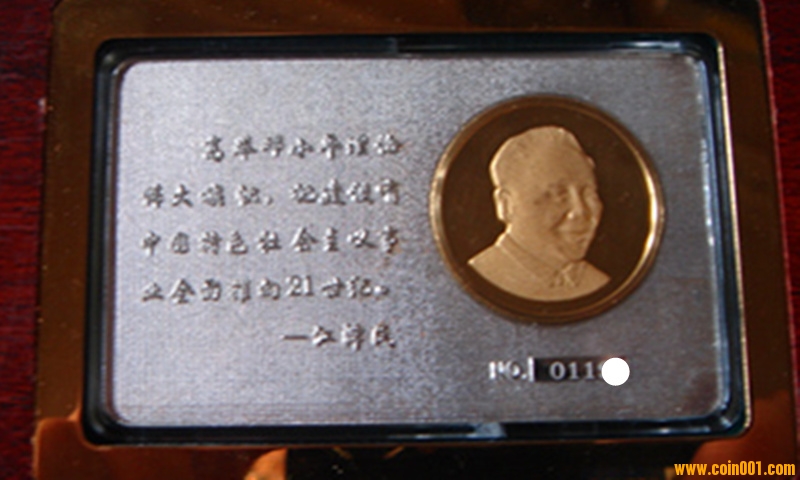 高举邓小平理论
伟大旗帜，把建设有
中国特色社会主义事
业全面推向21世纪。
—江泽民
NO. 011
www.coin001.com